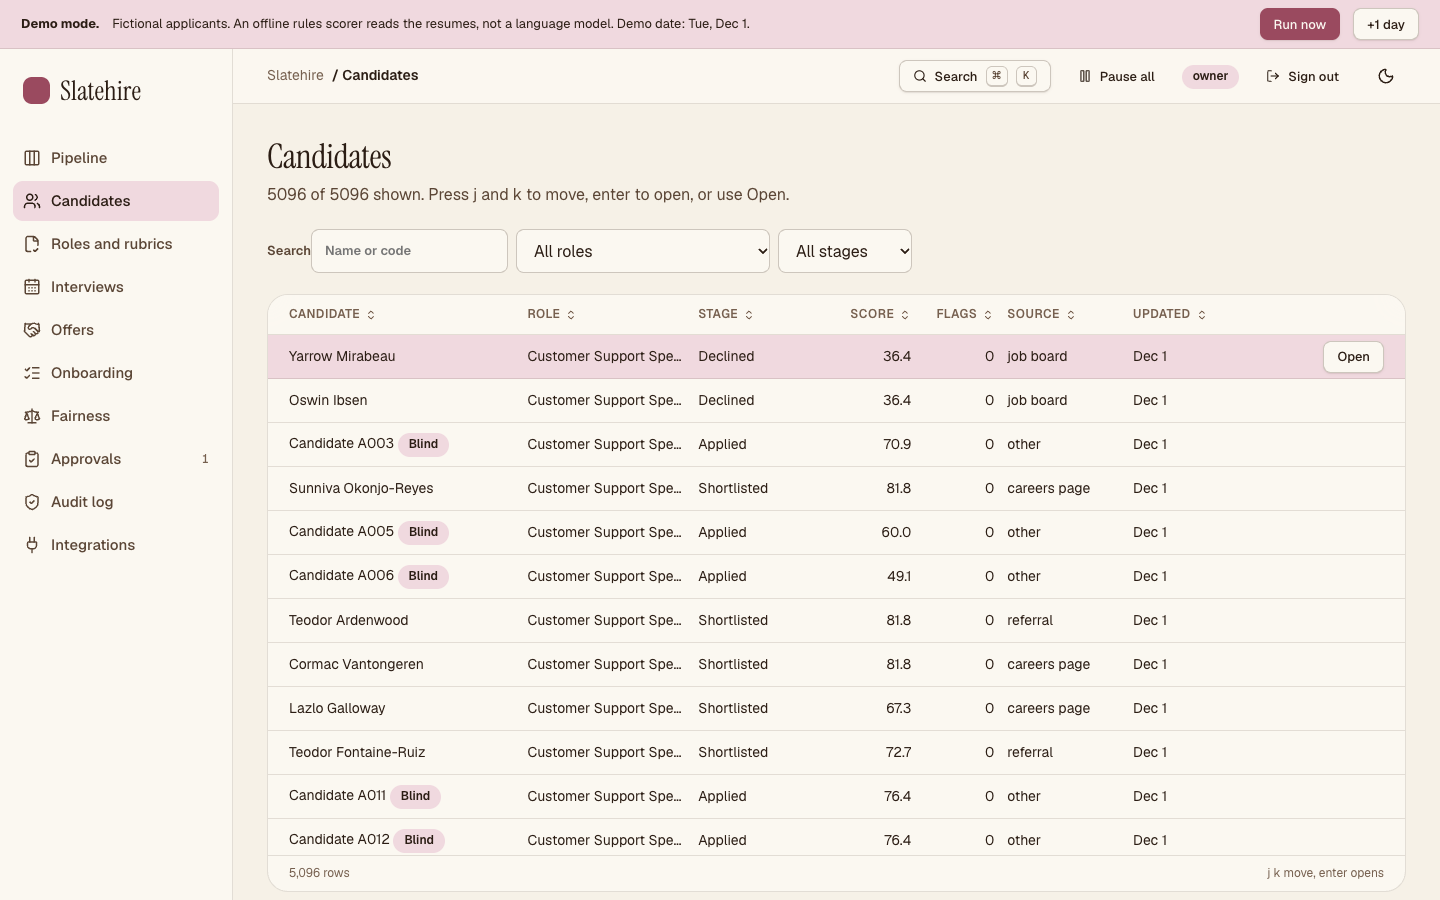 Demo mode. Fictional applicants. An offline rules scorer reads the resumes, not a language model. Demo date: Tue, Dec 1. Run now +1 day
Slatehire
Slatehire / Candidates Search ⌘ K Pause all owner Sign out
Pipeline
Candidates
Roles and rubrics
Interviews
Offers
Onboarding
Fairness
Approvals 1
Audit log
Integrations
Candidates
5096 of 5096 shown. Press j and k to move, enter to open, or use Open.
Search Name or code All roles All stages
CANDIDATE ROLE STAGE SCORE FLAGS SOURCE UPDATED
Yarrow Mirabeau Customer Support Spe... Declined 36.4 0 job board Dec 1 Open
Oswin Ibsen Customer Support Spe... Declined 36.4 0 job board Dec 1
Candidate A003 Blind Customer Support Spe... Applied 70.9 0 other Dec 1
Sunniva Okonjo-Reyes Customer Support Spe... Shortlisted 81.8 0 careers page Dec 1
Candidate A005 Blind Customer Support Spe... Applied 60.0 0 other Dec 1
Candidate A006 Blind Customer Support Spe... Applied 49.1 0 other Dec 1
Teodor Ardenwood Customer Support Spe... Shortlisted 81.8 0 referral Dec 1
Cormac Vantongeren Customer Support Spe... Shortlisted 81.8 0 careers page Dec 1
Lazlo Galloway Customer Support Spe... Shortlisted 67.3 0 careers page Dec 1
Teodor Fontaine-Ruiz Customer Support Spe... Shortlisted 72.7 0 referral Dec 1
Candidate A011 Blind Customer Support Spe... Applied 76.4 0 other Dec 1
Candidate A012 Blind Customer Support Spe... Applied 76.4 0 other Dec 1
5,096 rows j k move, enter opens